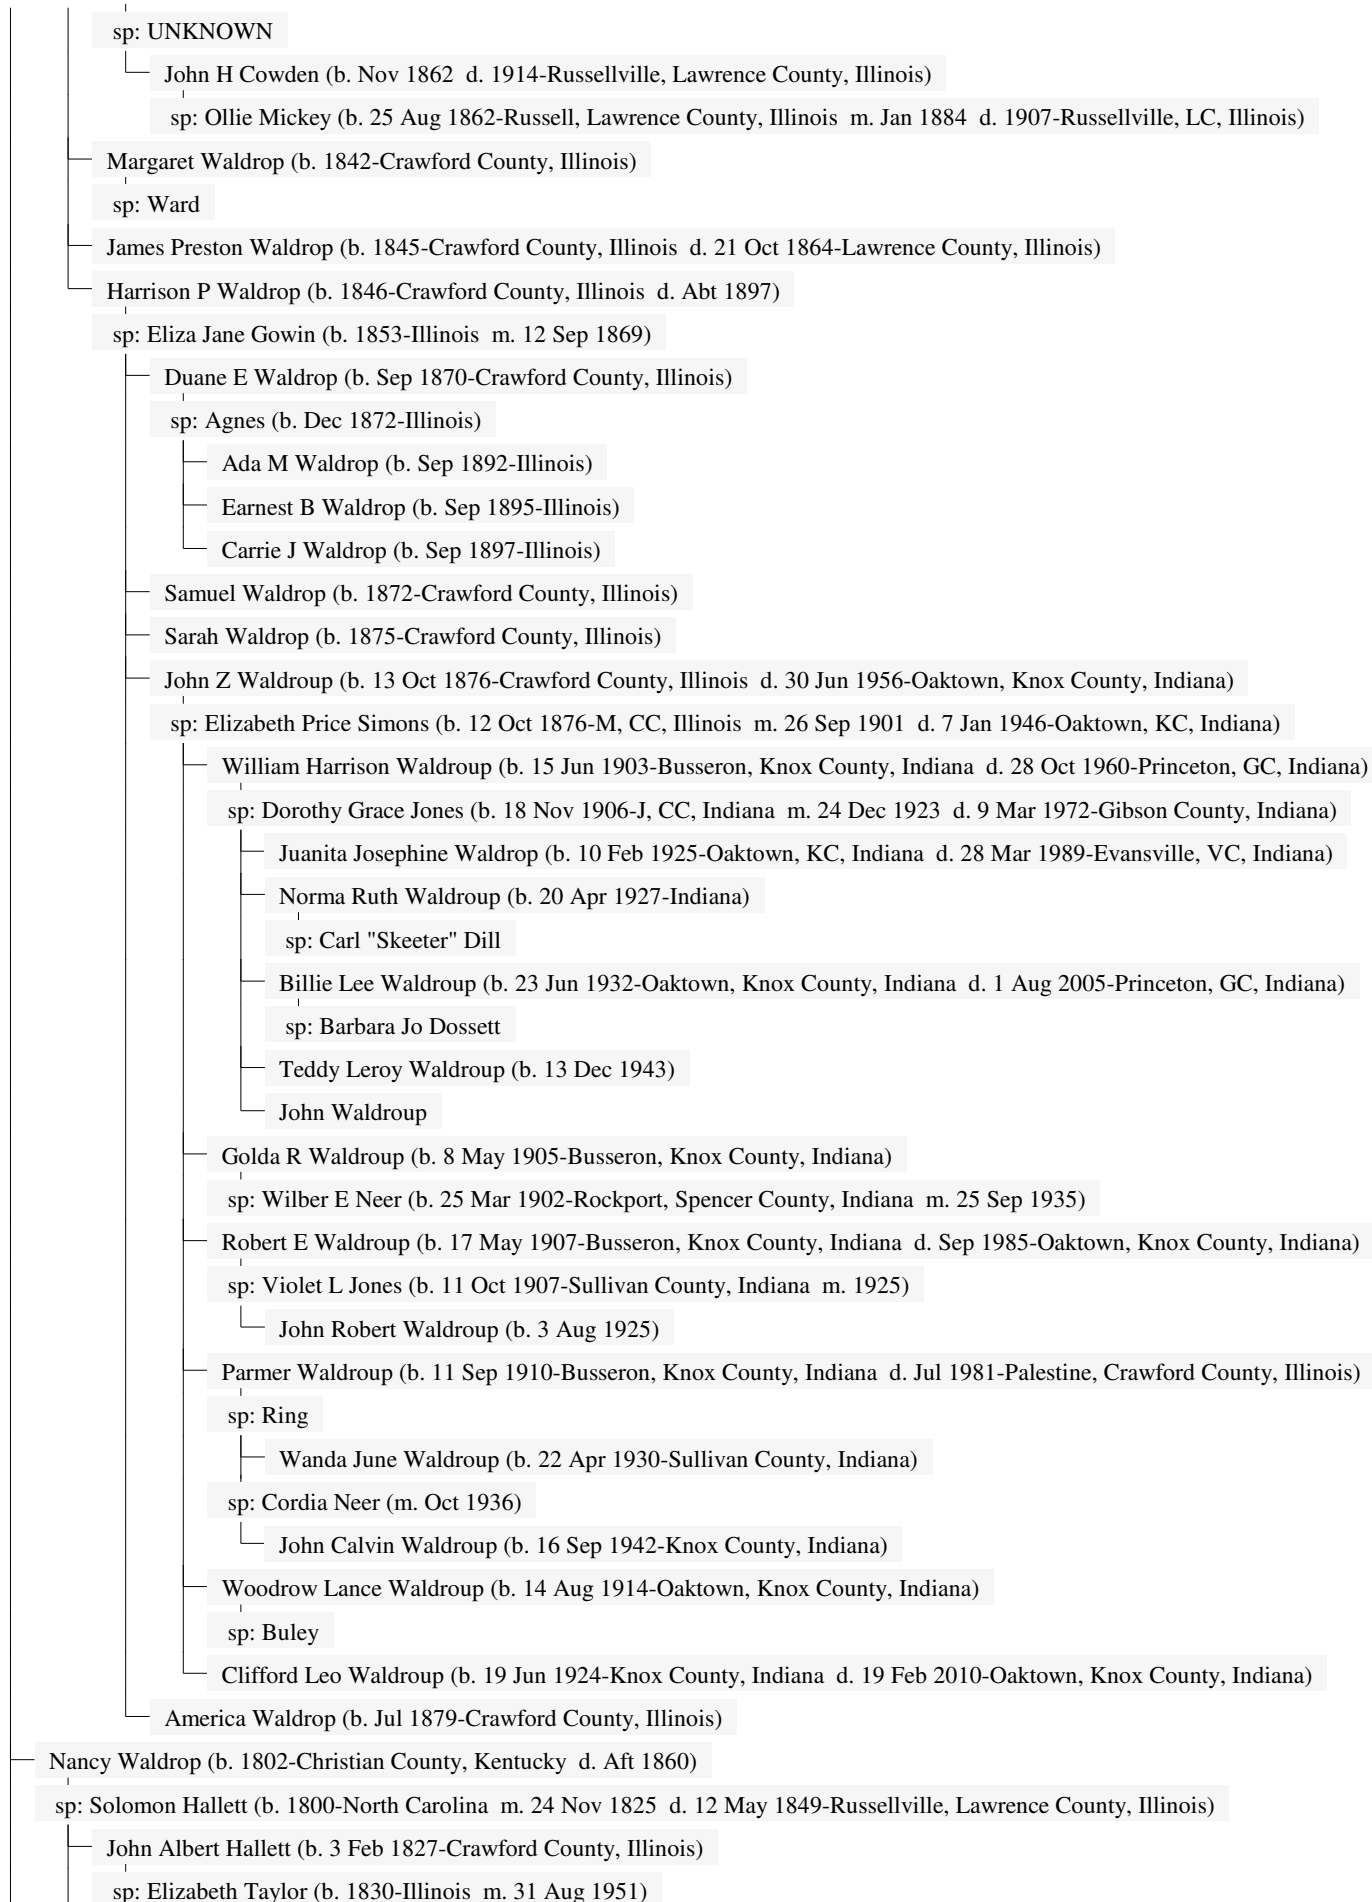 sp: UNKNOWN
John H Cowden (b. Nov 1862 d. 1914-Russellville, Lawrence County, Illinois)
sp: Ollie Mickey (b. 25 Aug 1862-Russell, Lawrence County, Illinois m. Jan 1884 d. 1907-Russellville, LC, Illinois)
Margaret Waldrop (b. 1842-Crawford County, Illinois)
sp: Ward
James Preston Waldrop (b. 1845-Crawford County, Illinois d. 21 Oct 1864-Lawrence County, Illinois)
Harrison P Waldrop (b. 1846-Crawford County, Illinois d. Abt 1897)
sp: Eliza Jane Gowin (b. 1853-Illinois m. 12 Sep 1869)
Duane E Waldrop (b. Sep 1870-Crawford County, Illinois)
sp: Agnes (b. Dec 1872-Illinois)
Ada M Waldrop (b. Sep 1892-Illinois)
Earnest B Waldrop (b. Sep 1895-Illinois)
Carrie J Waldrop (b. Sep 1897-Illinois)
Samuel Waldrop (b. 1872-Crawford County, Illinois)
Sarah Waldrop (b. 1875-Crawford County, Illinois)
John Z Waldroup (b. 13 Oct 1876-Crawford County, Illinois d. 30 Jun 1956-Oaktown, Knox County, Indiana)
sp: Elizabeth Price Simons (b. 12 Oct 1876-M, CC, Illinois m. 26 Sep 1901 d. 7 Jan 1946-Oaktown, KC, Indiana)
William Harrison Waldroup (b. 15 Jun 1903-Busseron, Knox County, Indiana d. 28 Oct 1960-Princeton, GC, Indiana)
sp: Dorothy Grace Jones (b. 18 Nov 1906-J, CC, Indiana m. 24 Dec 1923 d. 9 Mar 1972-Gibson County, Indiana)
Juanita Josephine Waldrop (b. 10 Feb 1925-Oaktown, KC, Indiana d. 28 Mar 1989-Evansville, VC, Indiana)
Norma Ruth Waldroup (b. 20 Apr 1927-Indiana)
sp: Carl "Skeeter" Dill
Billie Lee Waldroup (b. 23 Jun 1932-Oaktown, Knox County, Indiana d. 1 Aug 2005-Princeton, GC, Indiana)
sp: Barbara Jo Dossett
Teddy Leroy Waldroup (b. 13 Dec 1943)
John Waldroup
Golda R Waldroup (b. 8 May 1905-Busseron, Knox County, Indiana)
sp: Wilber E Neer (b. 25 Mar 1902-Rockport, Spencer County, Indiana m. 25 Sep 1935)
Robert E Waldroup (b. 17 May 1907-Busseron, Knox County, Indiana d. Sep 1985-Oaktown, Knox County, Indiana)
sp: Violet L Jones (b. 11 Oct 1907-Sullivan County, Indiana m. 1925)
John Robert Waldroup (b. 3 Aug 1925)
Parmer Waldroup (b. 11 Sep 1910-Busseron, Knox County, Indiana d. Jul 1981-Palestine, Crawford County, Illinois)
sp: Ring
Wanda June Waldroup (b. 22 Apr 1930-Sullivan County, Indiana)
sp: Cordia Neer (m. Oct 1936)
John Calvin Waldroup (b. 16 Sep 1942-Knox County, Indiana)
Woodrow Lance Waldroup (b. 14 Aug 1914-Oaktown, Knox County, Indiana)
sp: Buley
Clifford Leo Waldroup (b. 19 Jun 1924-Knox County, Indiana d. 19 Feb 2010-Oaktown, Knox County, Indiana)
America Waldrop (b. Jul 1879-Crawford County, Illinois)
Nancy Waldrop (b. 1802-Christian County, Kentucky d. Aft 1860)
sp: Solomon Hallett (b. 1800-North Carolina m. 24 Nov 1825 d. 12 May 1849-Russellville, Lawrence County, Illinois)
John Albert Hallett (b. 3 Feb 1827-Crawford County, Illinois)
sp: Elizabeth Taylor (b. 1830-Illinois m. 31 Aug 1951)